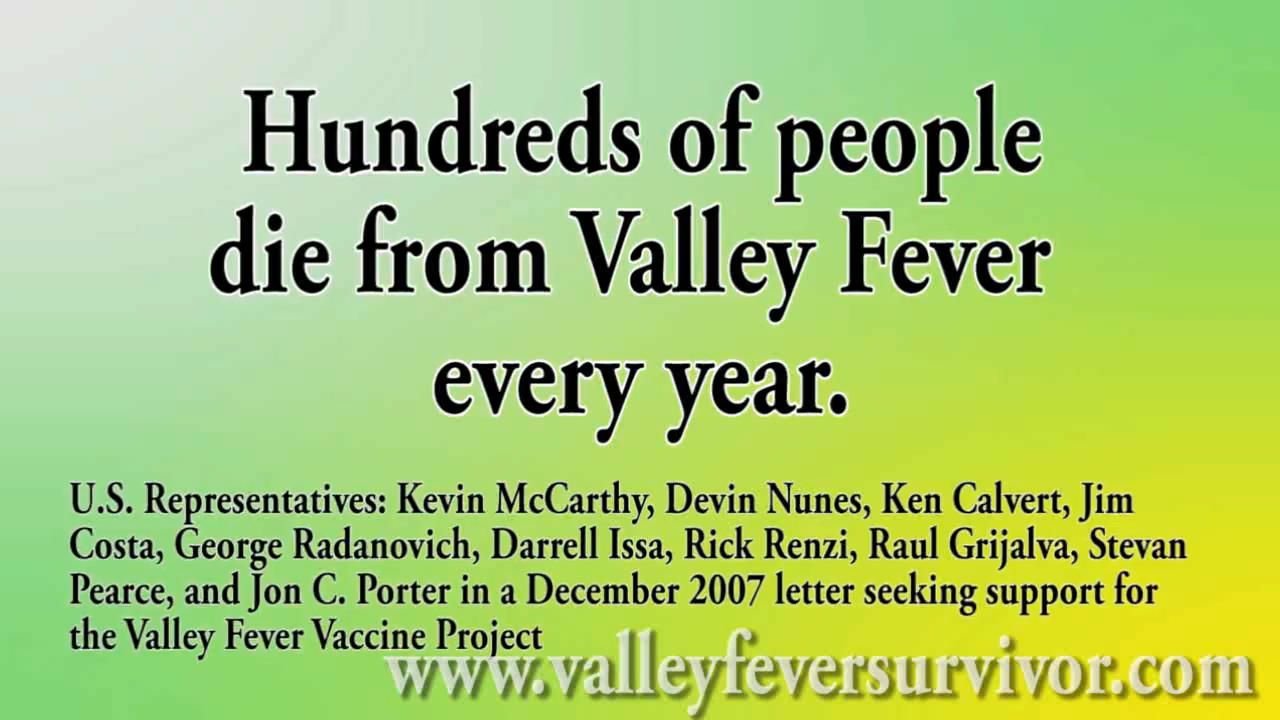 Hundreds of people
die from Valley Fever
every year.
U.S. Representatives: Kevin McCarthy, Devin Nunes, Ken Calvert, Jim
Costa, George Radanovich, Darrell Issa, Rick Renzi, Raul Grijalva, Stevan
Pearce, and Jon C. Porter in a December 2007 letter seeking support for
the Valley Fever Vaccine Project
www.valleyfeversurvivor.com